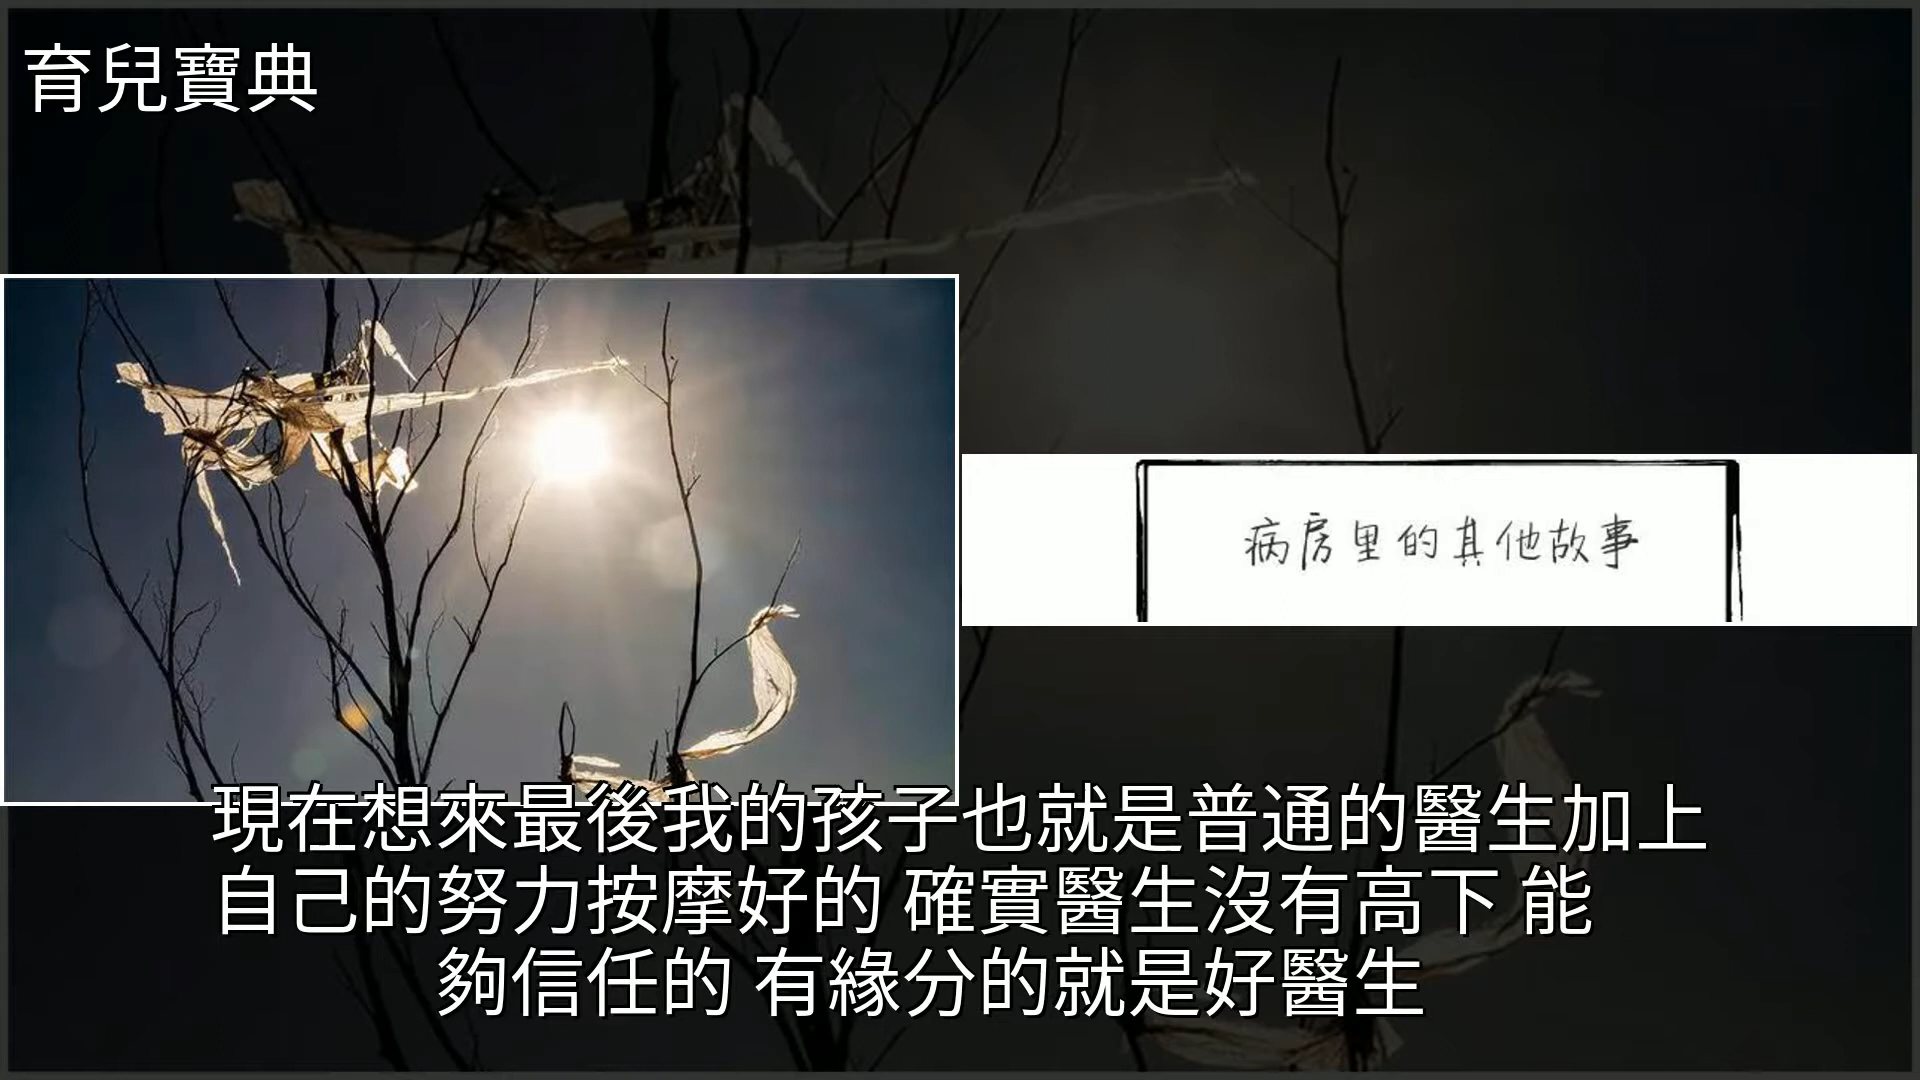 育兒寶典
病房里的其他故事
現在想來最後我的孩子也就是普通的醫生加上
自己的努力按摩好的 確實醫生沒有高下 能
夠信任的 有緣分的就是好醫生